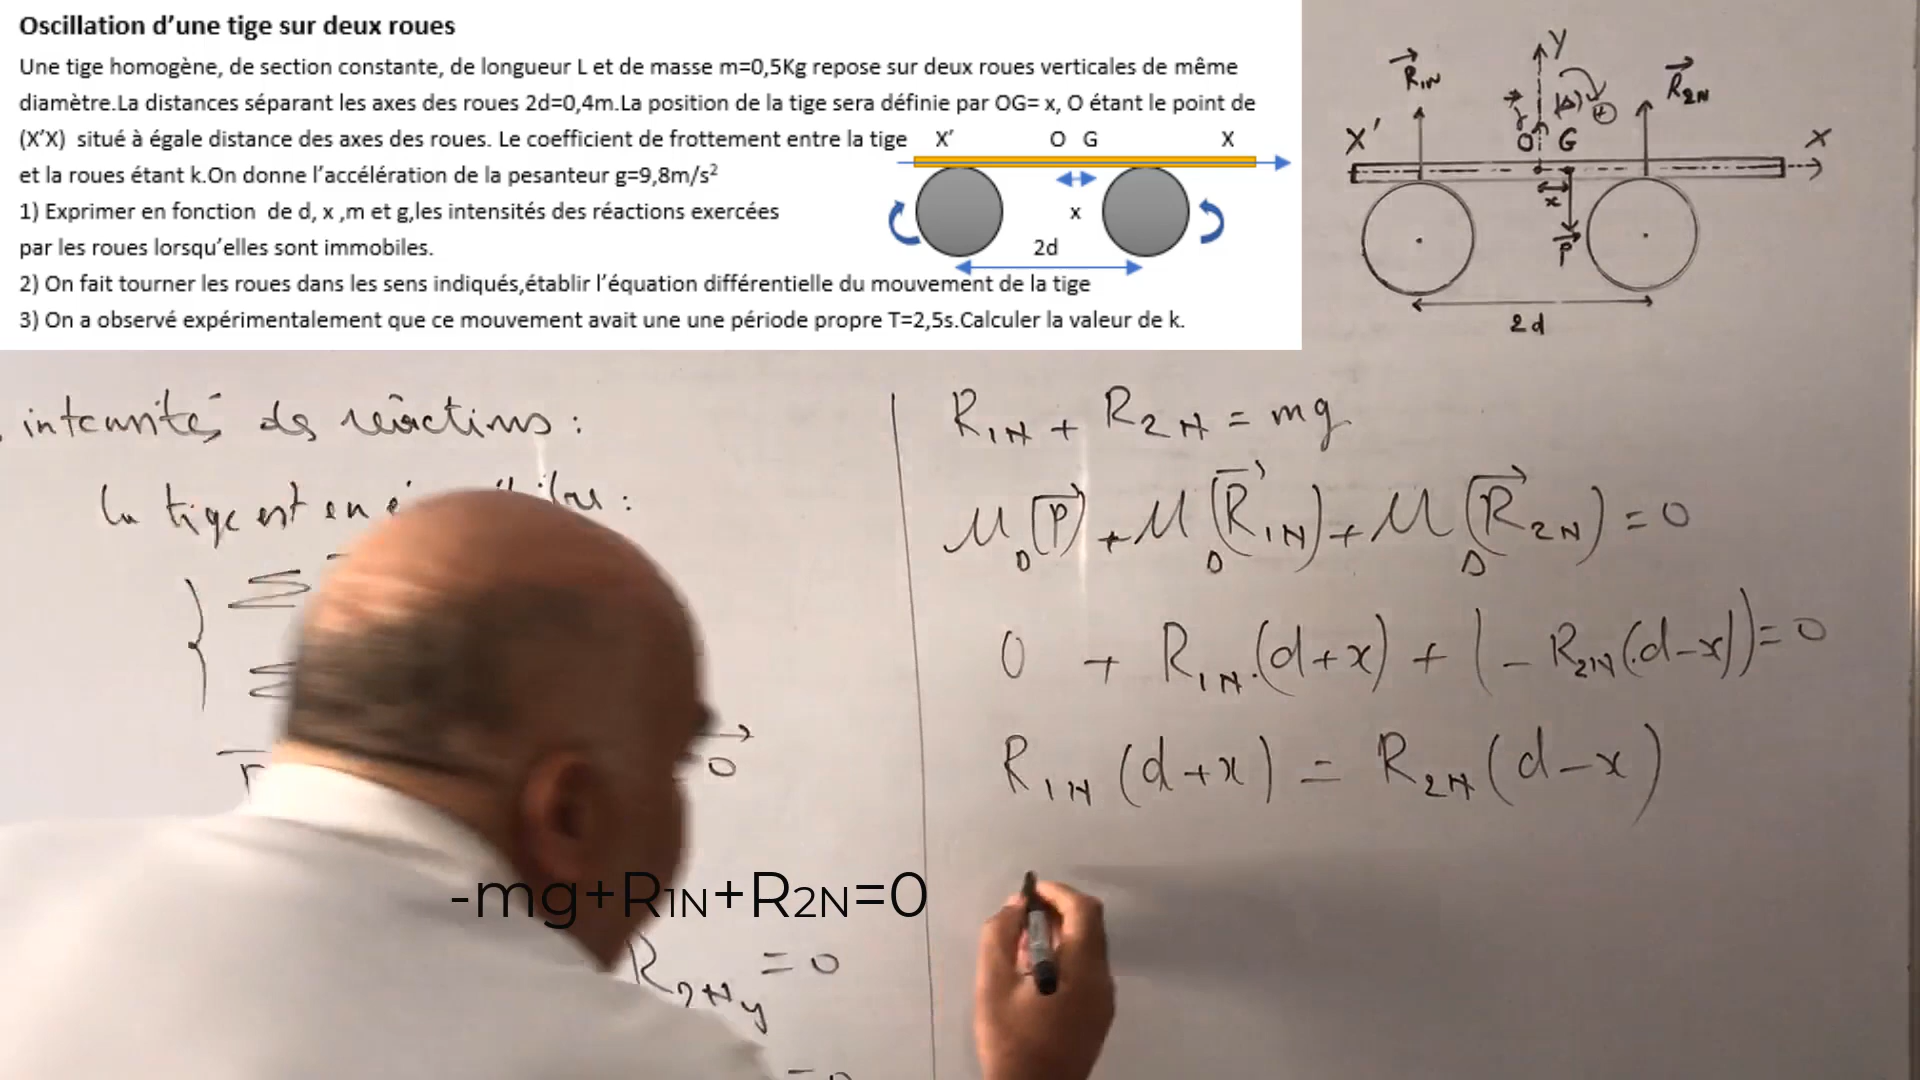 Oscillation d’une tige sur deux roues
Une tige homogène, de section constante, de longueur L et de masse m=0,5Kg repose sur deux roues verticales de même
diamètre.La distances séparant les axes des roues 2d=0,4m.La position de la tige sera définie par OG= x, O étant le point de
(X’X) situé à égale distance des axes des roues. Le coefficient de frottement entre la tige
et la roues étant k.On donne l’accélération de la pesanteur g=9,8m/s²
1) Exprimer en fonction de d, x ,m et g,les intensités des réactions exercées
par les roues lorsqu’elles sont immobiles.
2) On fait tourner les roues dans les sens indiqués,établir l’équation différentielle du mouvement de la tige
3) On a observé expérimentalement que ce mouvement avait une une période propre T=2,5s.Calculer la valeur de k.
X’ O G X
x
2d
Y
R1N (Δ) + R2N
j
X' O G X
x
P
2d
intensités des réactions :
la tige est en
0
-mg+R1N+R2N=0
R2Ny = 0
R1N + R2N = mg
M Δ(P) + M Δ(R1N) + M Δ(R2N) = 0
0 + R1N.(d+x) + (- R2N(d-x)) = 0
R1N (d+x) = R2N (d-x)